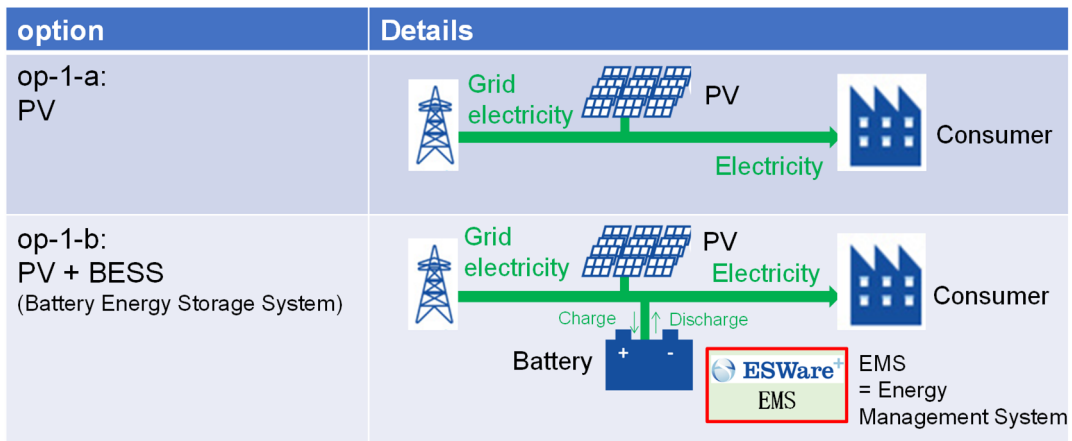 option
Details
op-1-a:
PV
Grid
electricity
PV
Electricity
Consumer
op-1-b:
PV + BESS
(Battery Energy Storage System)
Grid
electricity
PV
Electricity
Consumer
Charge
Discharge
Battery
+ -
ESWare+
EMS
EMS
= Energy
Management System